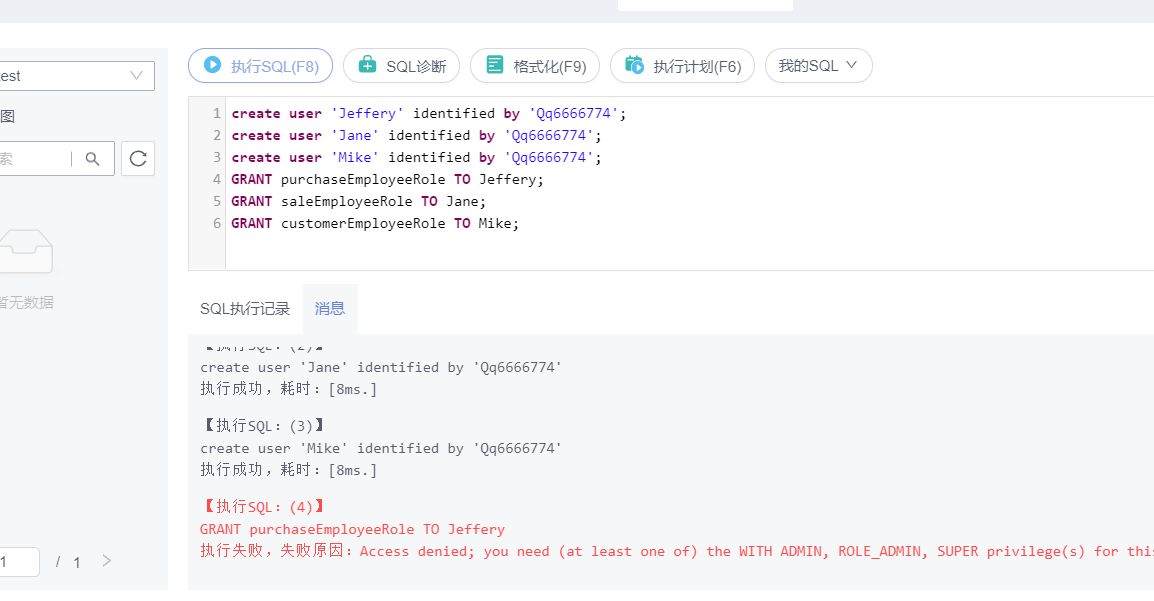 执行SQL(F8)
SQL诊断
格式化(F9)
执行计划(F6)
我的SQL
est
图
索
暂无数据
1 / 1
1 create user 'Jeffery' identified by 'Qq6666774';
2 create user 'Jane' identified by 'Qq6666774';
3 create user 'Mike' identified by 'Qq6666774';
4 GRANT purchaseEmployeeRole TO Jeffery;
5 GRANT saleEmployeeRole TO Jane;
6 GRANT customerEmployeeRole TO Mike;
SQL执行记录
消息
【执行SQL：(2)】
create user 'Jane' identified by 'Qq6666774'
执行成功，耗时：[8ms.]
【执行SQL：(3)】
create user 'Mike' identified by 'Qq6666774'
执行成功，耗时：[8ms.]
【执行SQL：(4)】
GRANT purchaseEmployeeRole TO Jeffery
执行失败，失败原因：Access denied; you need (at least one of) the WITH ADMIN, ROLE_ADMIN, SUPER privilege(s) for this